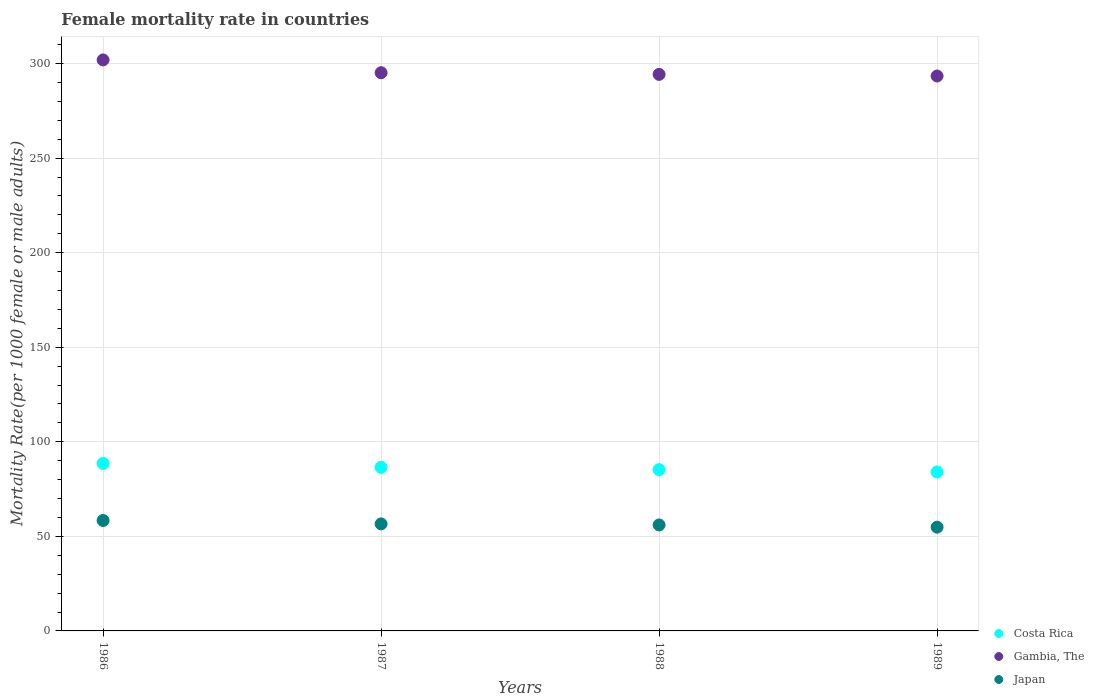 Female mortality rate in countries
Mortality Rate(per 1000 female or male adults)
300
250
200
150
100
50
0
1986
1987
1988
1989
Years
Costa Rica
Gambia, The
Japan